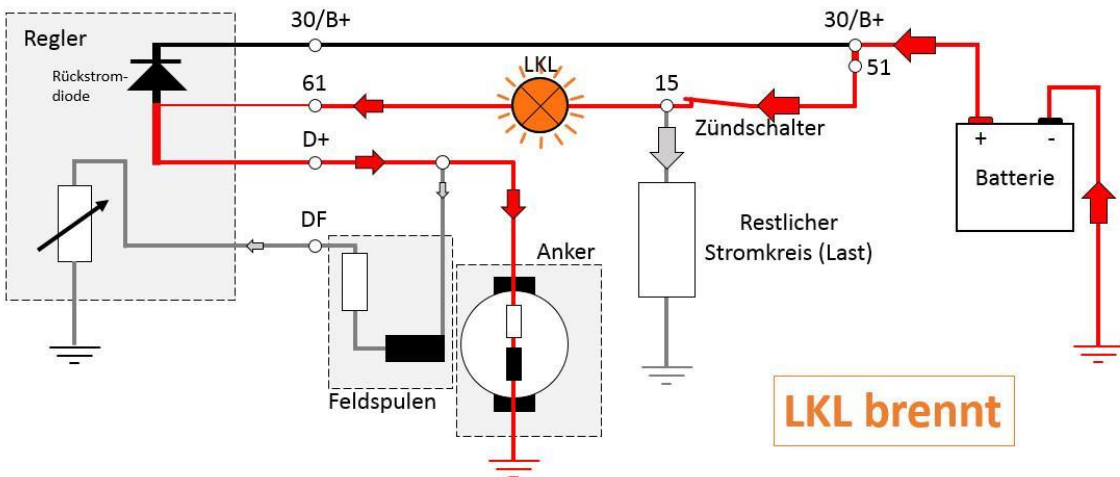 30/B+
30/B+
Regler
Rückstrom-
diode
61
LKL
15
51
Zündschalter
+ -
Batterie
D+
DF
Restlicher
Stromkreis (Last)
Anker
Feldspulen
LKL brennt